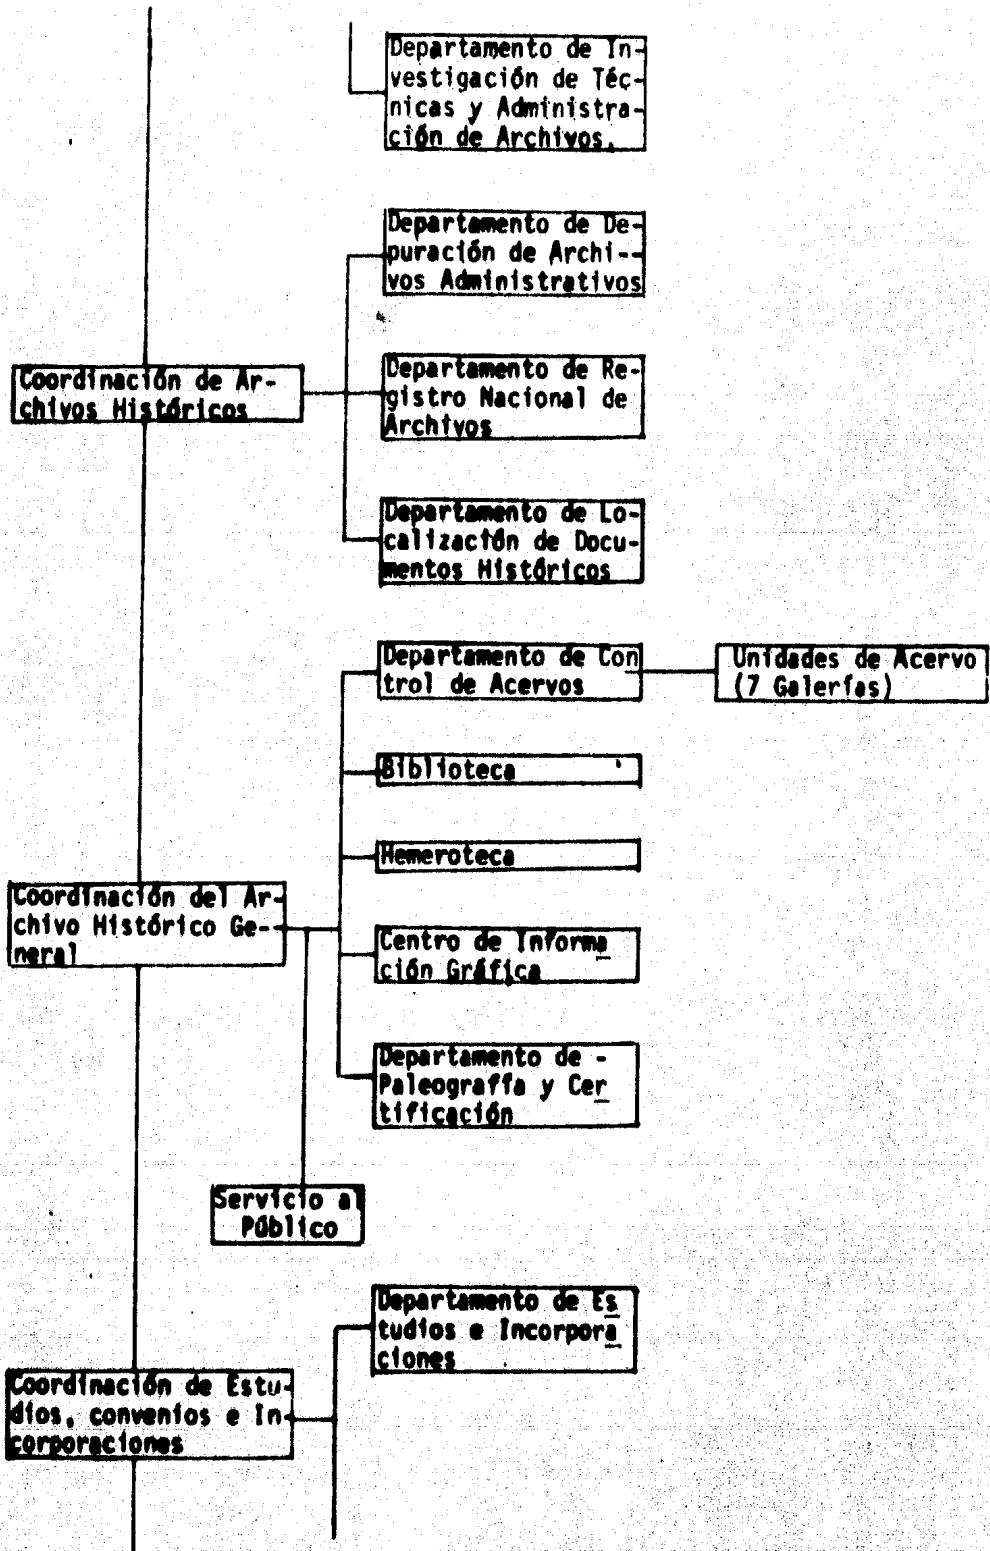 Departamento de In-
vestigación de Téc-
nicas y Administra-
ción de Archivos.
Departamento de De-
puración de Archi--
vos Administrativos
Coordinación de Ar-
chivos Históricos
Departamento de Re-
gistro Nacional de
Archivos
Departamento de Lo-
calización de Docu-
mentos Históricos
Departamento de Con
trol de Acervos
Unidades de Acervo
(7 Galerías)
Biblioteca
Hemeroteca
Coordinación del Ar-
chivo Histórico Ge-
neral
Centro de Informa
ción Gráfica
Departamento de -
Paleografía y Cer
tificación
Servicio al
Público
Departamento de Es
tudios e Incorpora
ciones
Coordinación de Estu-
dios, convenios e In-
corporaciones